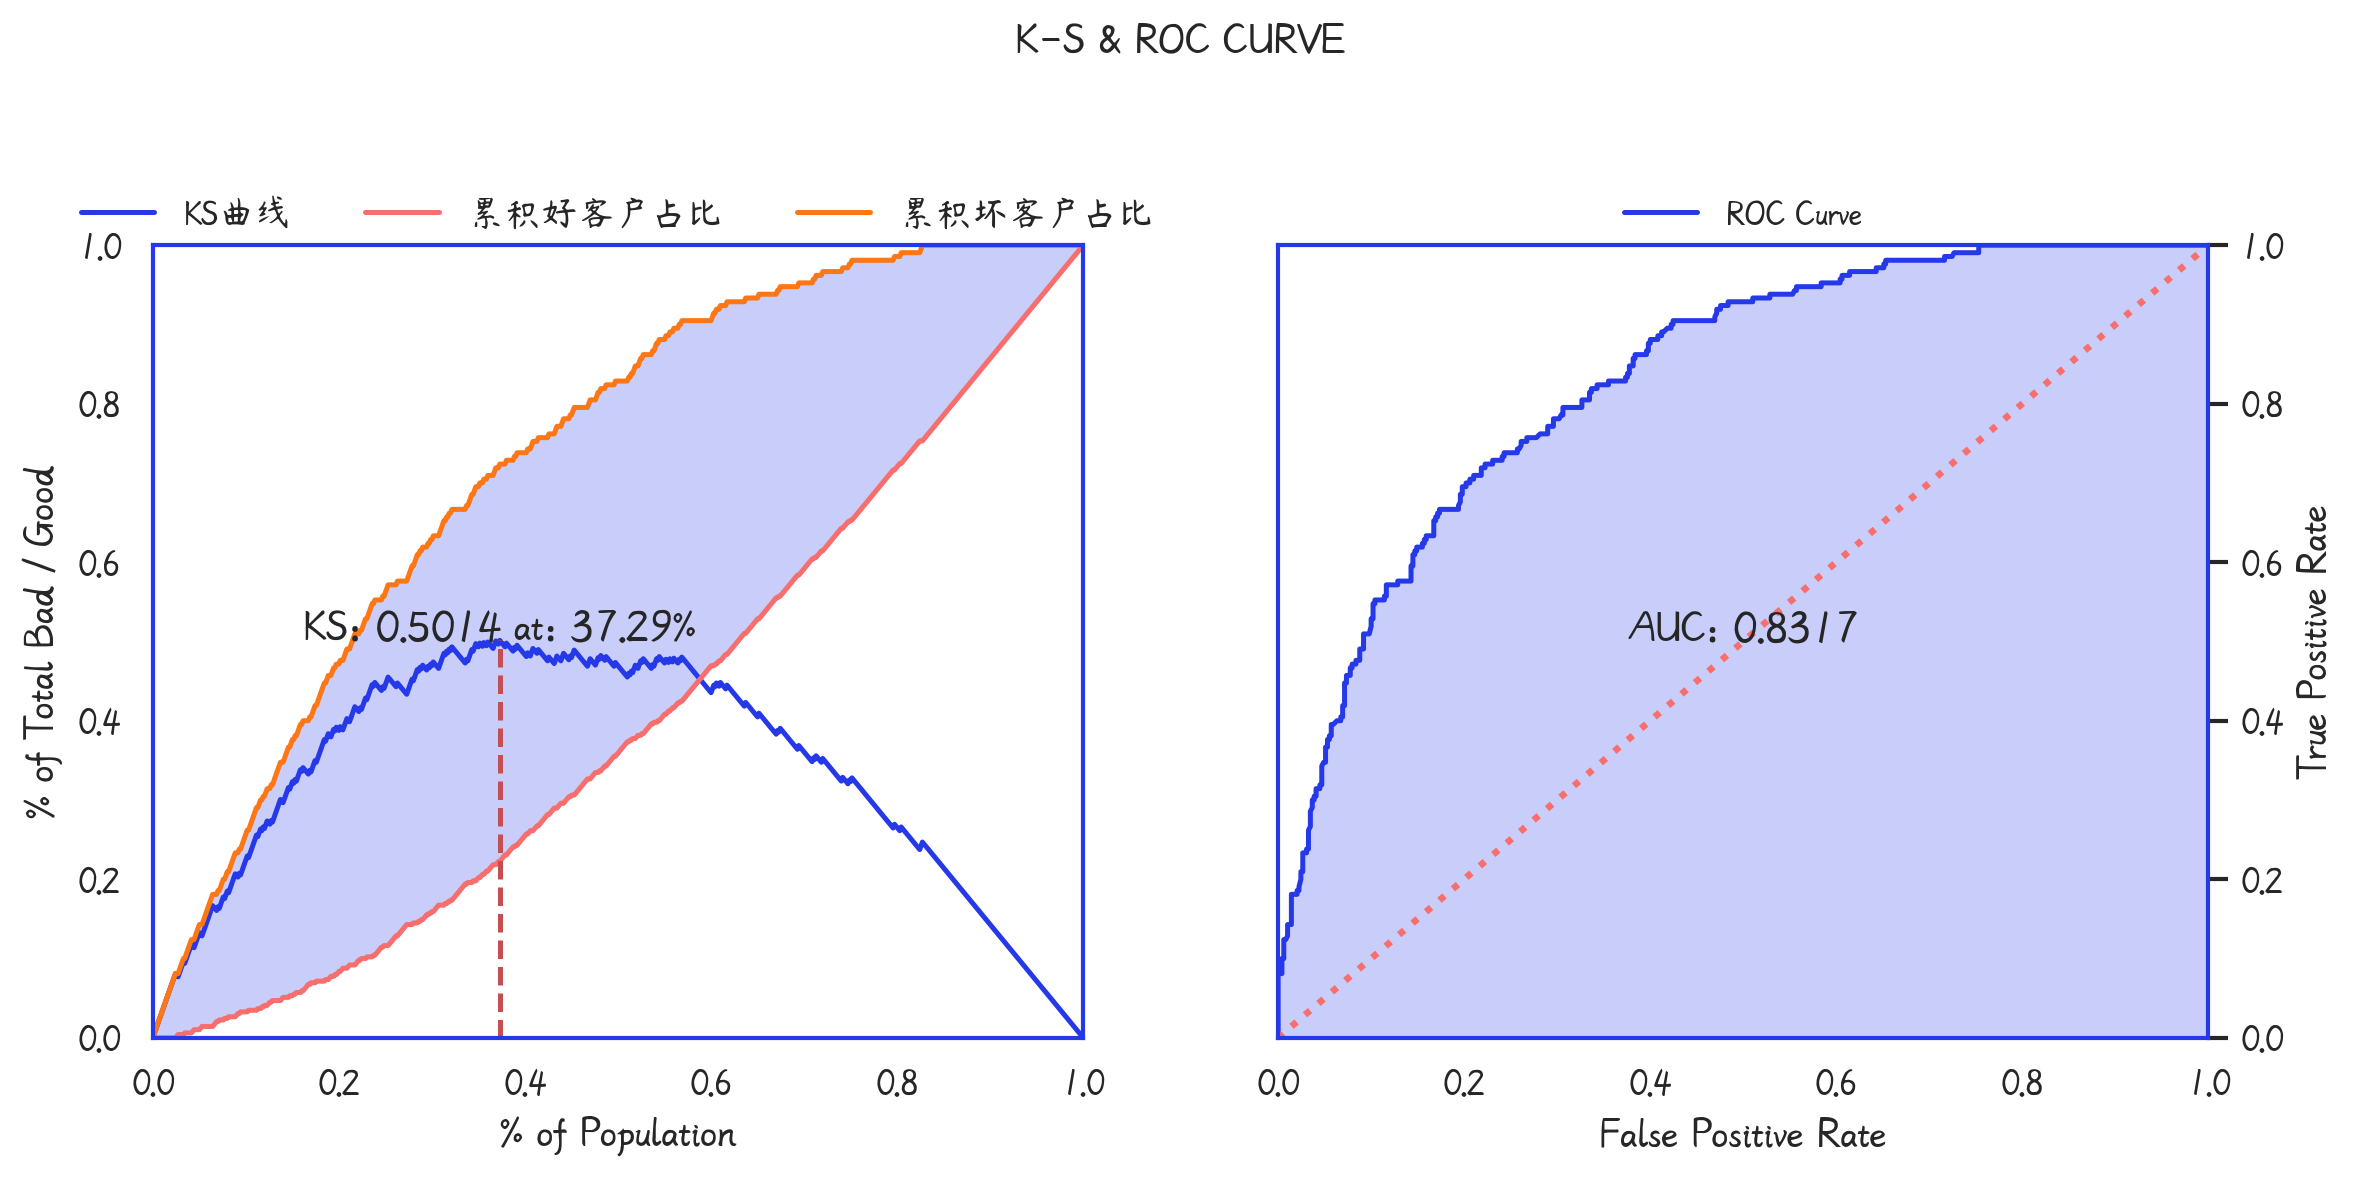 K-S & ROC CURVE
KS曲线 累积好客户占比 累积坏客户占比
1.0
0.8
0.6
0.4
0.2
0.0
% of Total Bad / Good
KS: 0.5014 at: 37.29%
0.0 0.2 0.4 0.6 0.8 1.0
% of Population
ROC Curve
AUC: 0.8317
1.0
0.8
0.6
0.4
0.2
0.0
True Positive Rate
0.0 0.2 0.4 0.6 0.8 1.0
False Positive Rate